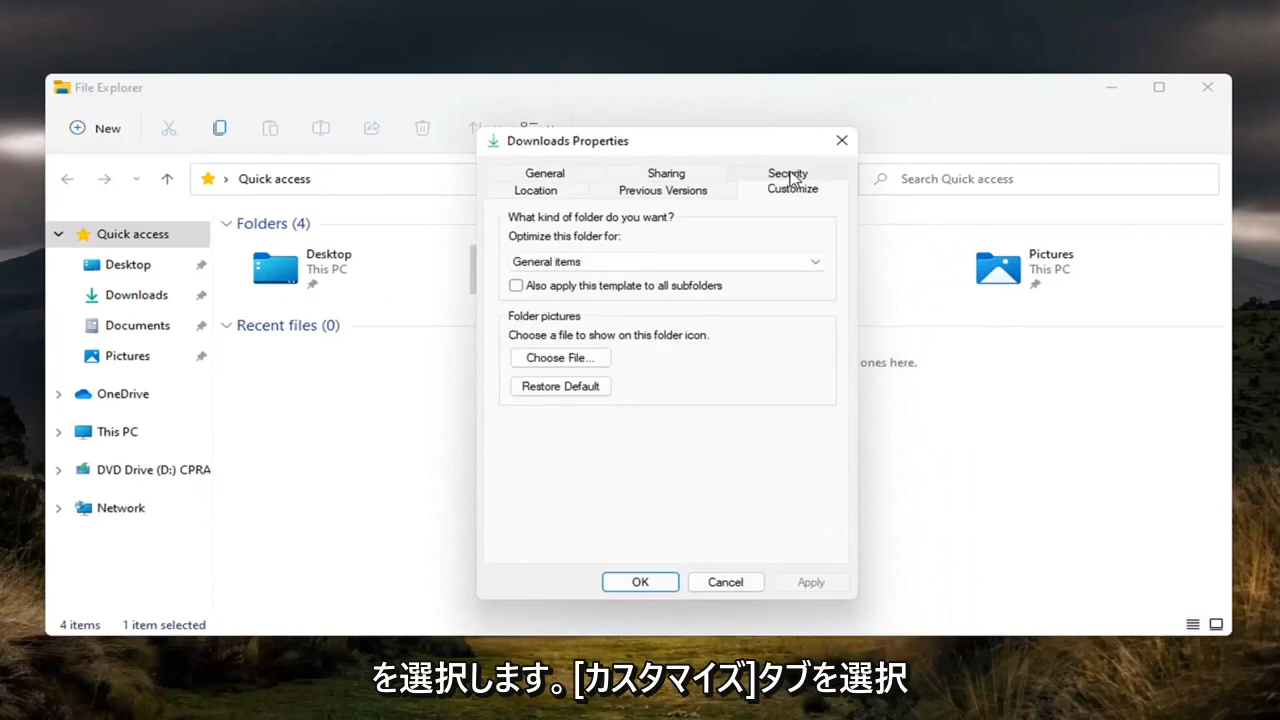 File Explorer
New
Downloads Properties
General
Sharing
Security
Location
Previous Versions
Customize
Quick access
Search Quick access
Quick access
Desktop
Downloads
Documents
Pictures
OneDrive
This PC
DVD Drive (D:) CPRA
Network
Folders (4)
Desktop
This PC
Pictures
This PC
Recent files (0)
ones here.
What kind of folder do you want?
Optimize this folder for:
General items
Also apply this template to all subfolders
Folder pictures
Choose a file to show on this folder icon.
Choose File...
Restore Default
OK
Cancel
Apply
4 items
1 item selected
を選択します。[カスタマイズ]タブを選択